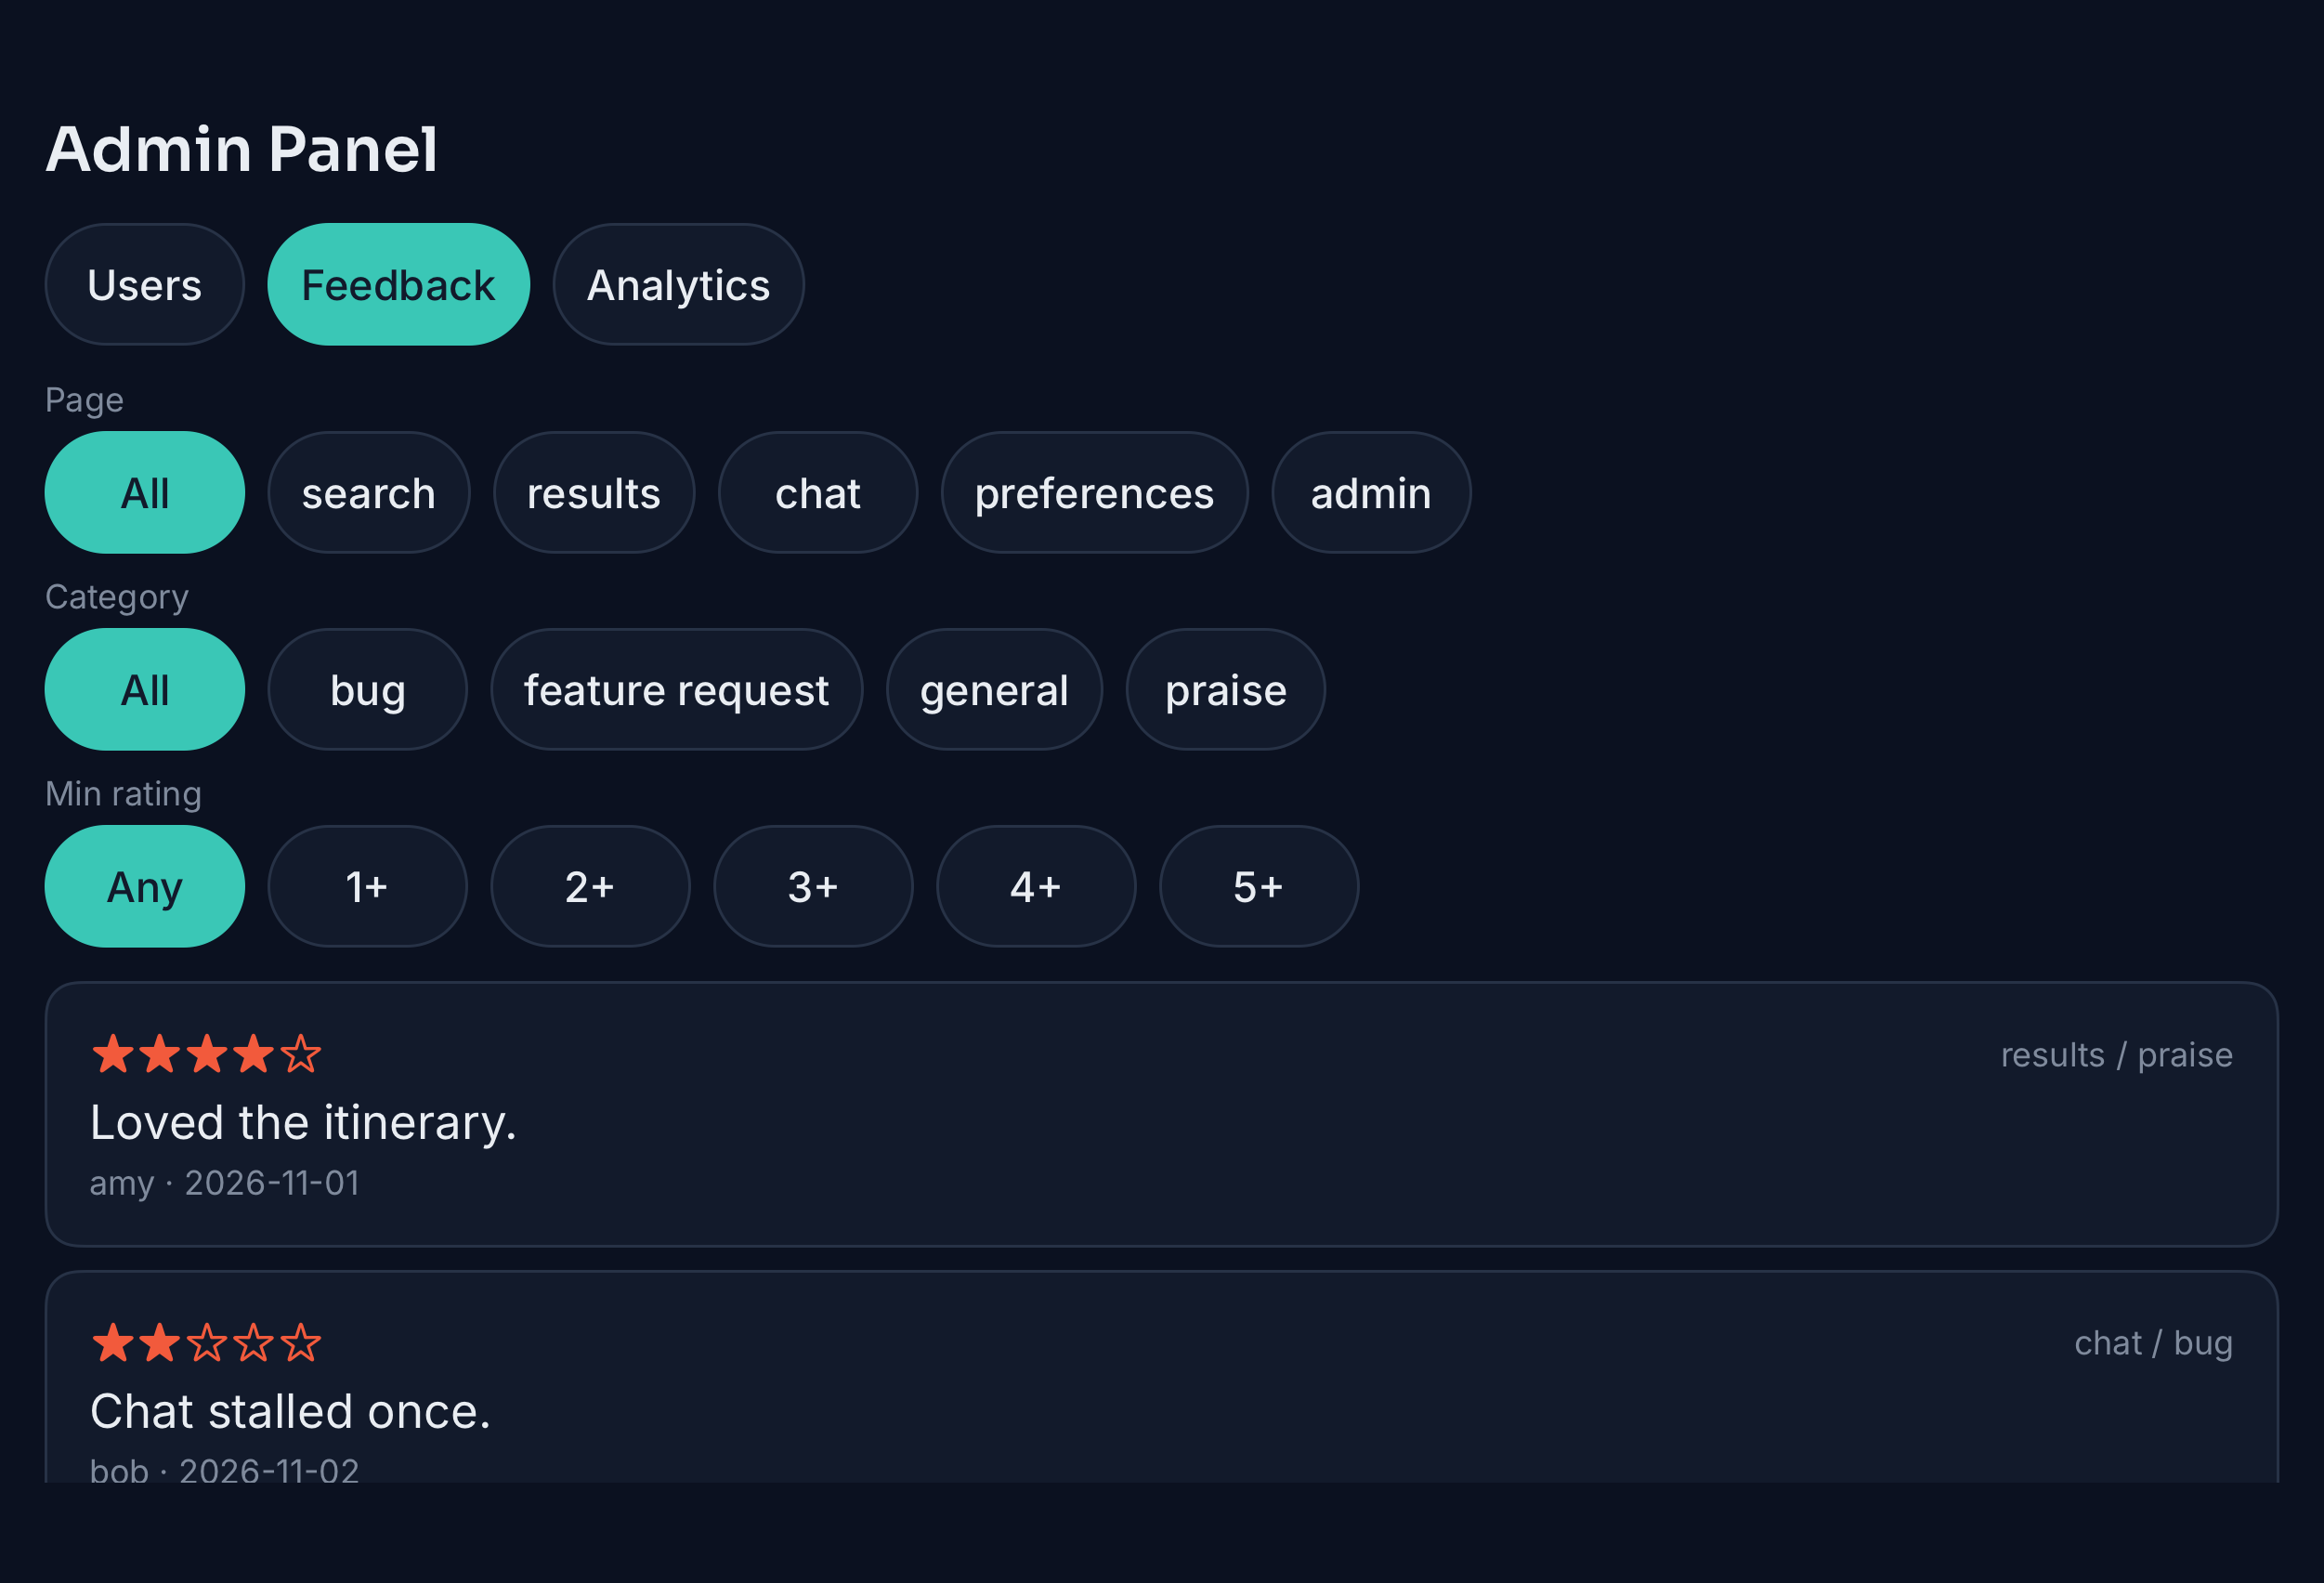 Admin Panel
Users Feedback Analytics
Page
All search results chat preferences admin
Category
All bug feature request general praise
Min rating
Any 1+ 2+ 3+ 4+ 5+
results / praise
Loved the itinerary.
amy · 2026-11-01
chat / bug
Chat stalled once.
bob · 2026-11-02